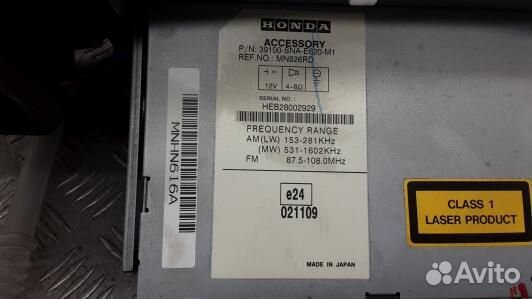 HONDA
ACCESSORY
P/N: 39100-SNA-E620-M1
REF.NO.: MN826RD
12V 4-8Ω
SERIAL NO.:
HEB28002929
FREQUENCY RANGE
AM(LW) 153-281KHz
(MW) 531-1602KHz
FM 87.5-108.0MHz
e24
021109
MADE IN JAPAN
MNHN616A
CLASS 1
LASER PRODUCT
Avito